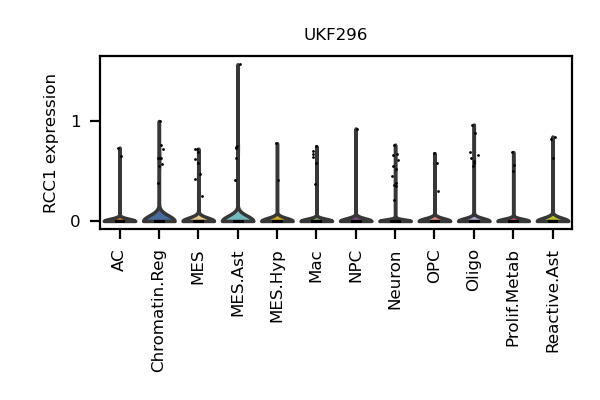 UKF296
RCC1 expression
1
0
AC
Chromatin.Reg
MES
MES.Ast
MES.Hyp
Mac
NPC
Neuron
OPC
Oligo
Prolif.Metab
Reactive.Ast